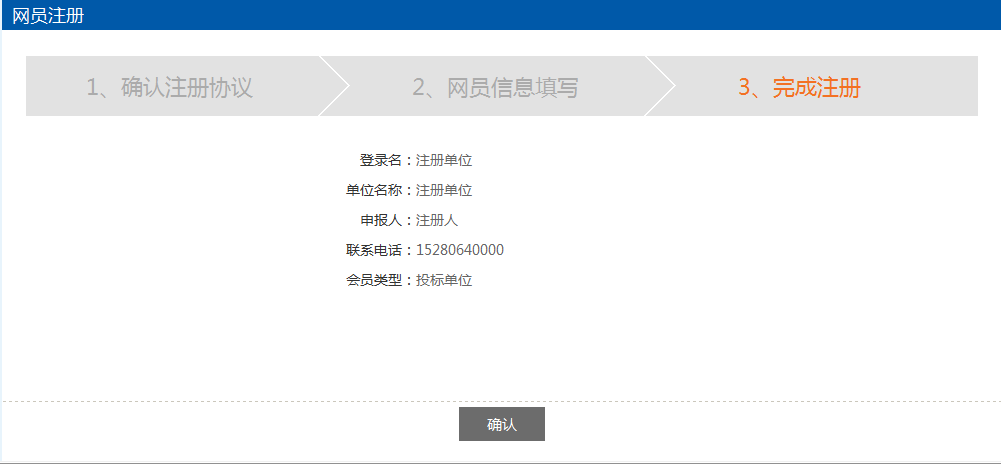 网员注册
1、确认注册协议 2、网员信息填写 3、完成注册
登录名：注册单位
单位名称：注册单位
申报人：注册人
联系电话：15280640000
会员类型：投标单位
确认